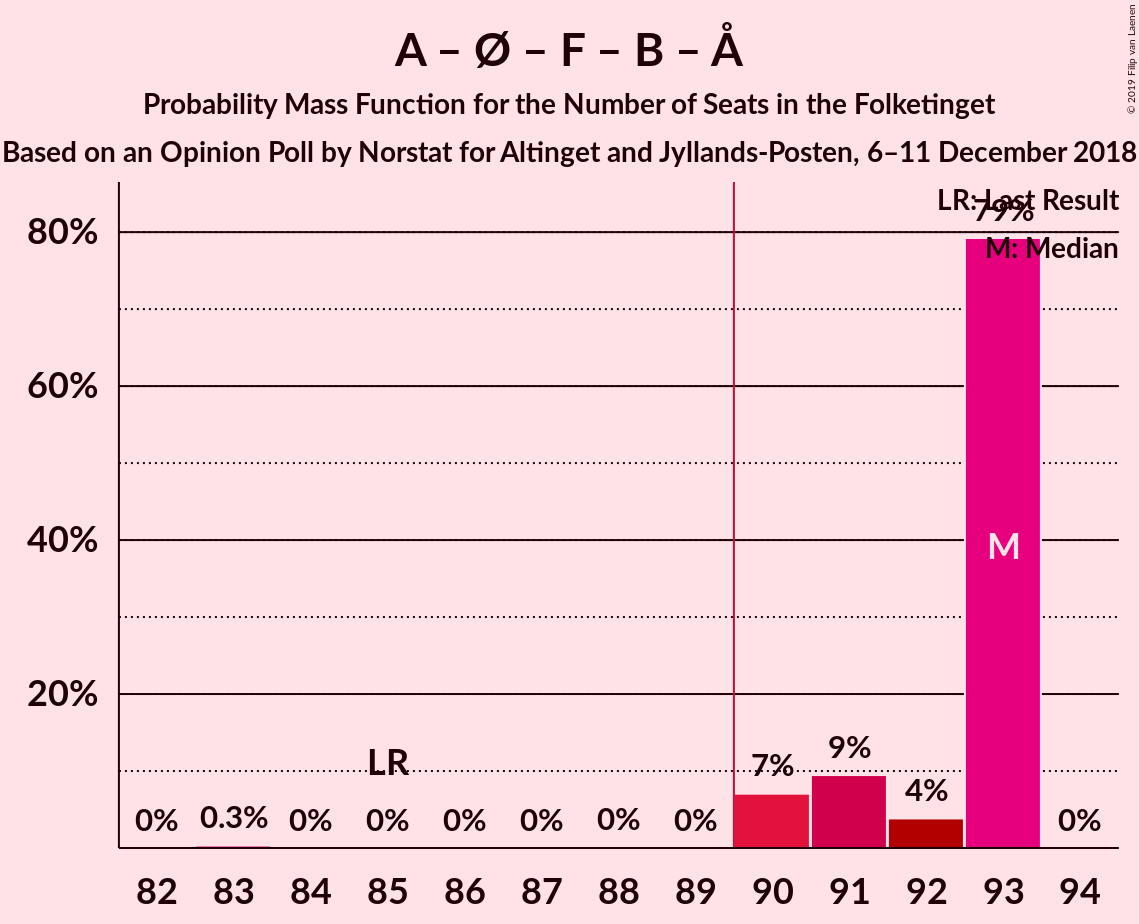 A – Ø – F – B – Å
Probability Mass Function for the Number of Seats in the Folketinget
Based on an Opinion Poll by Norstat for Altinget and Jyllands-Posten, 6–11 December 2018
© 2019 Filip van Laenen
LR: Last Result
M: Median
80%
60%
40%
20%
0% 0.3% 0% 0% 0% 0% 0% 0% 7% 9% 4% 79% 0%
LR
M
82 83 84 85 86 87 88 89 90 91 92 93 94